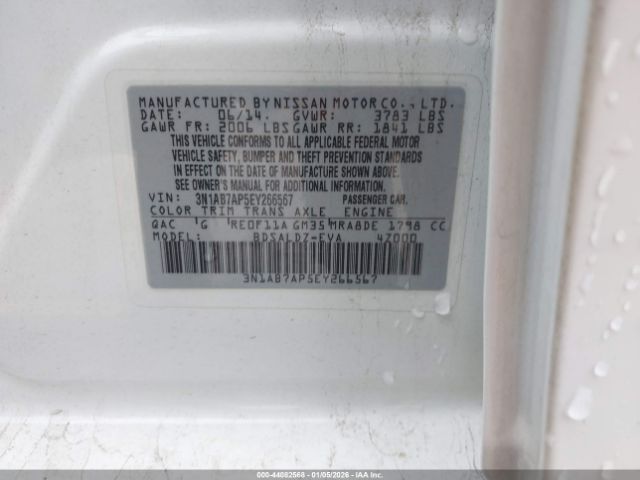 MANUFACTURED BY NISSAN MOTOR CO., LTD.
DATE: 06/14. GVWR: 3783 LBS
GAWR FR: 2006 LBS GAWR RR: 1841 LBS
THIS VEHICLE CONFORMS TO ALL APPLICABLE FEDERAL MOTOR
VEHICLE SAFETY, BUMPER AND THEFT PREVENTION STANDARDS
IN EFFECT ON THE DATE OF MANUFACTURE SHOWN ABOVE.
SEE OWNER'S MANUAL FOR ADDITIONAL INFORMATION.
VIN: 3N1AB7AP5EY266567 PASSENGER CAR.
COLOR TRIM TRANS AXLE ENGINE
QAC G RE0F11A GM35 MRA8DE 1798 CC
MODEL: BDSALDZ-EVA 47000
3N1AB7AP5EY266567
000-44082568 - 01/05/2026 - IAA